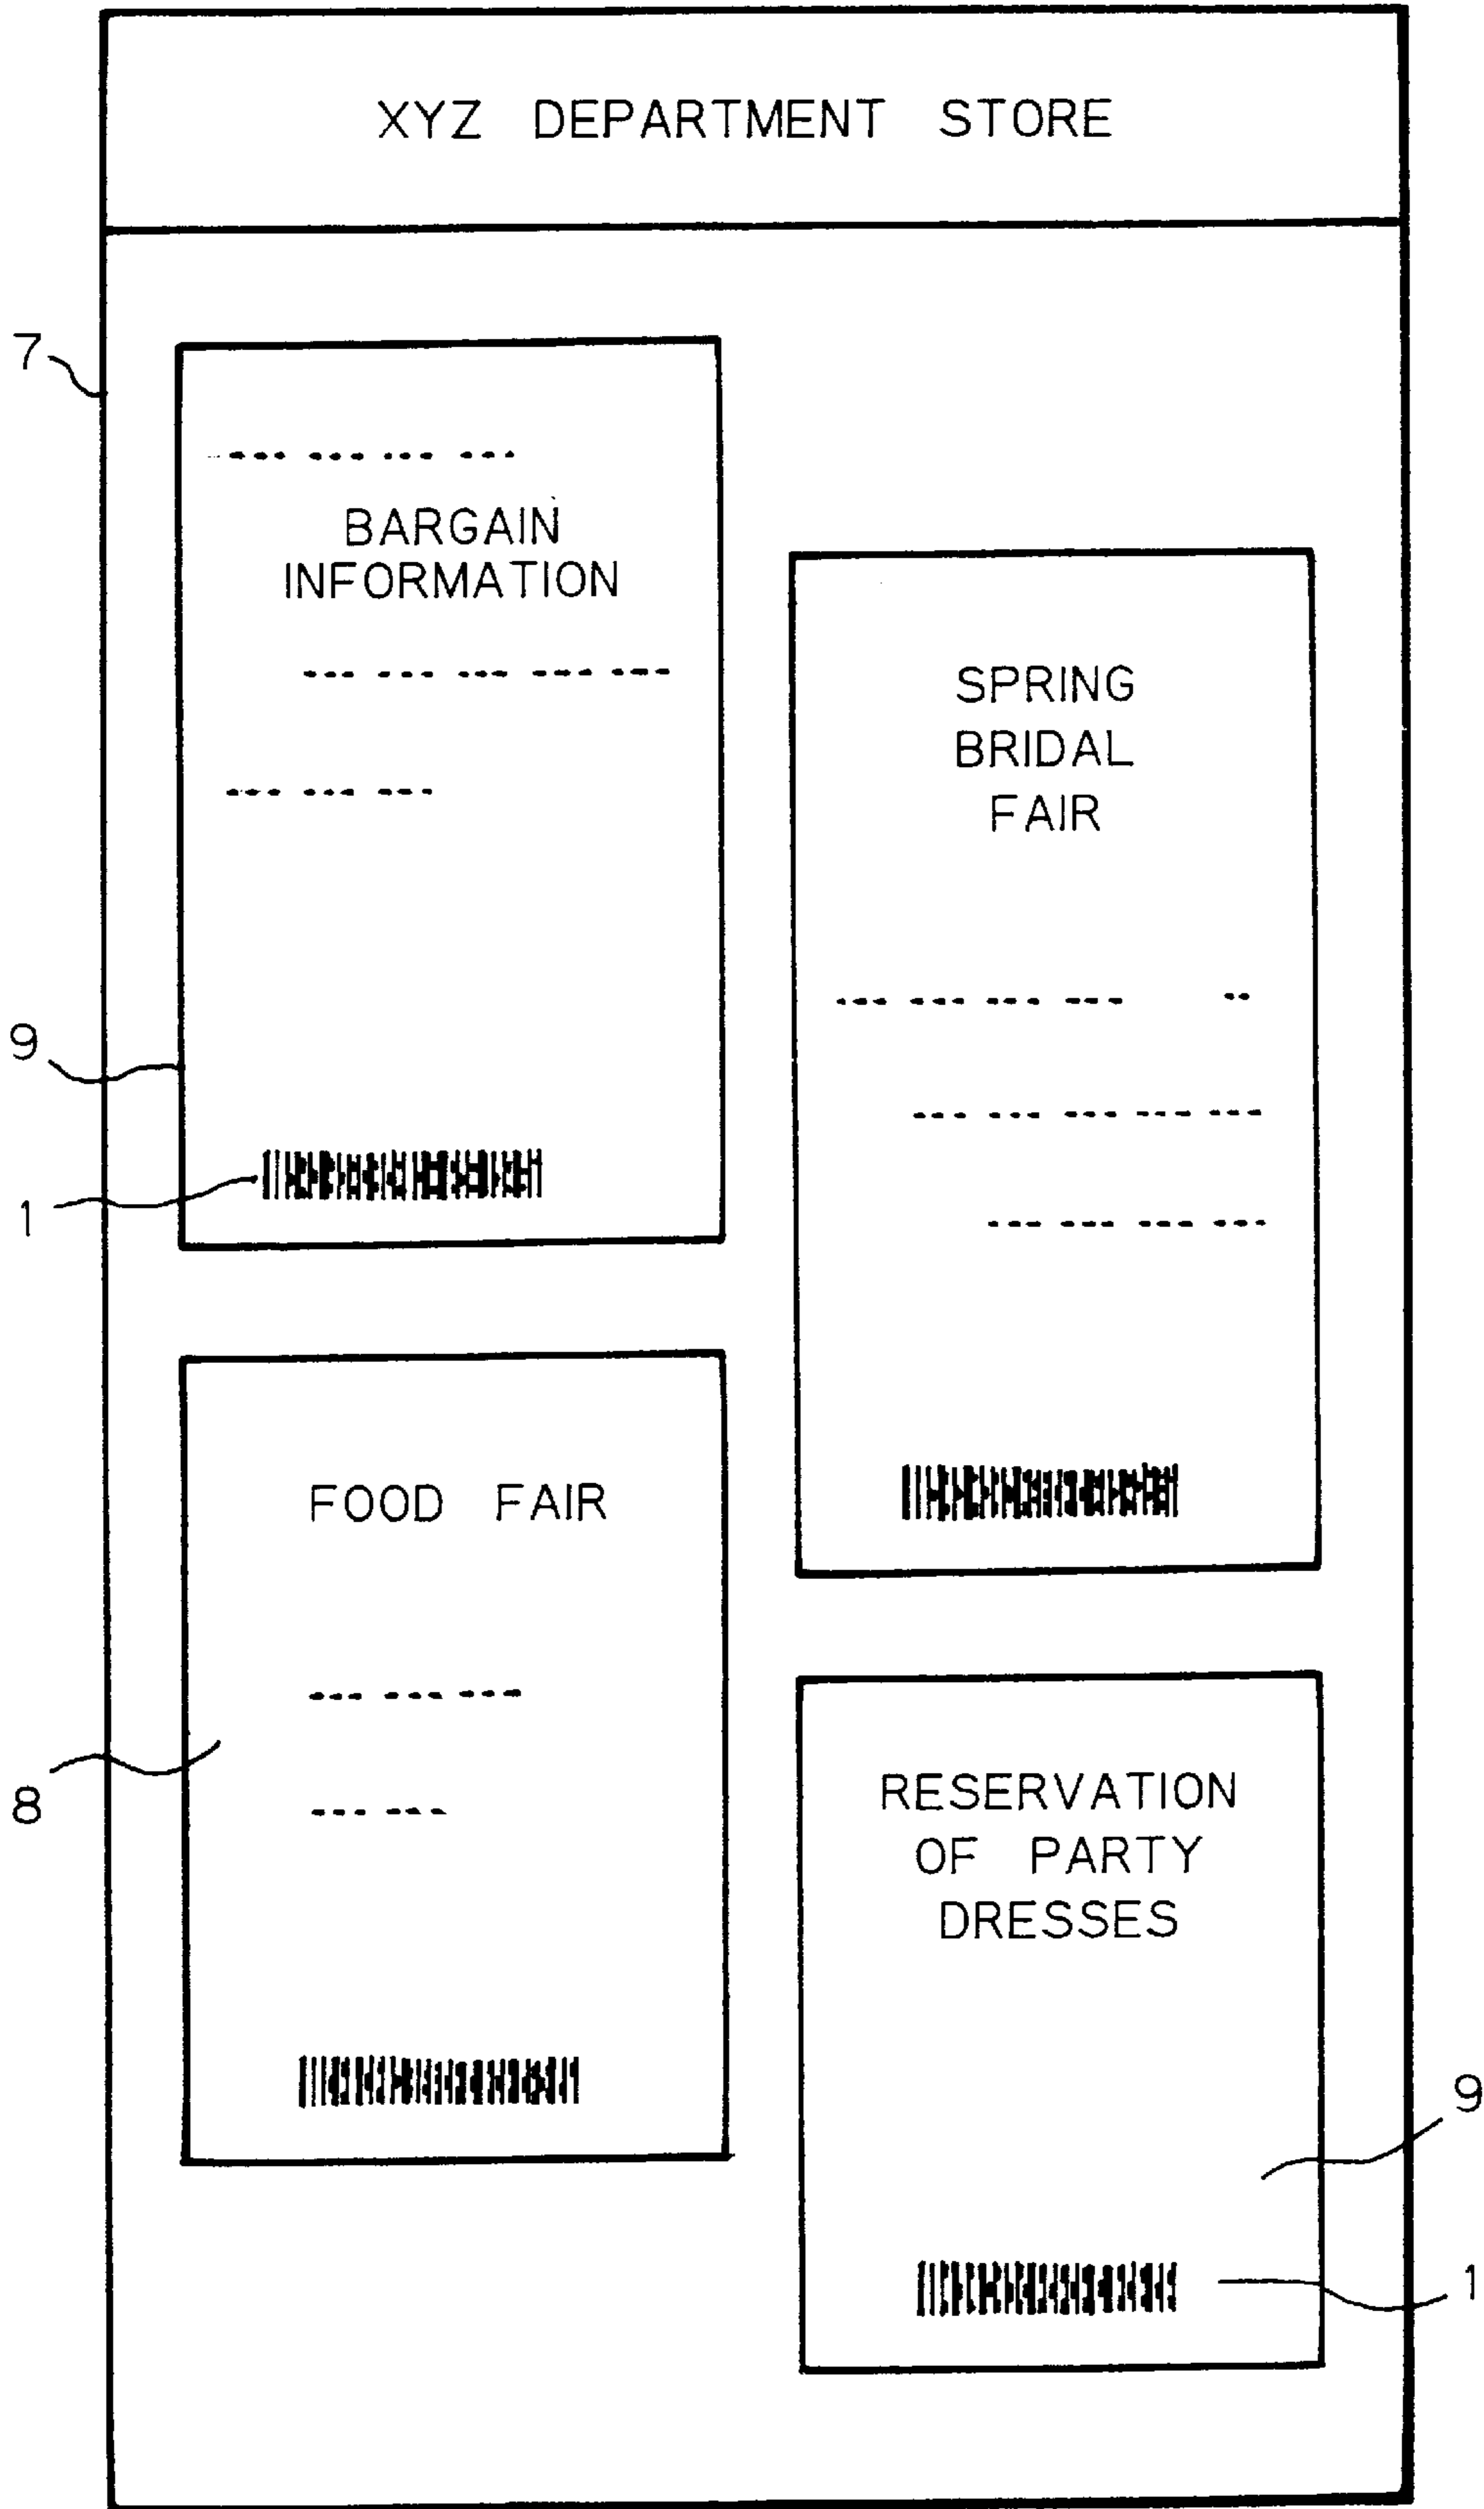 XYZ DEPARTMENT STORE
7
BARGAIN
INFORMATION
9
1
SPRING
BRIDAL
FAIR
FOOD FAIR
8
RESERVATION
OF PARTY
DRESSES
9
1